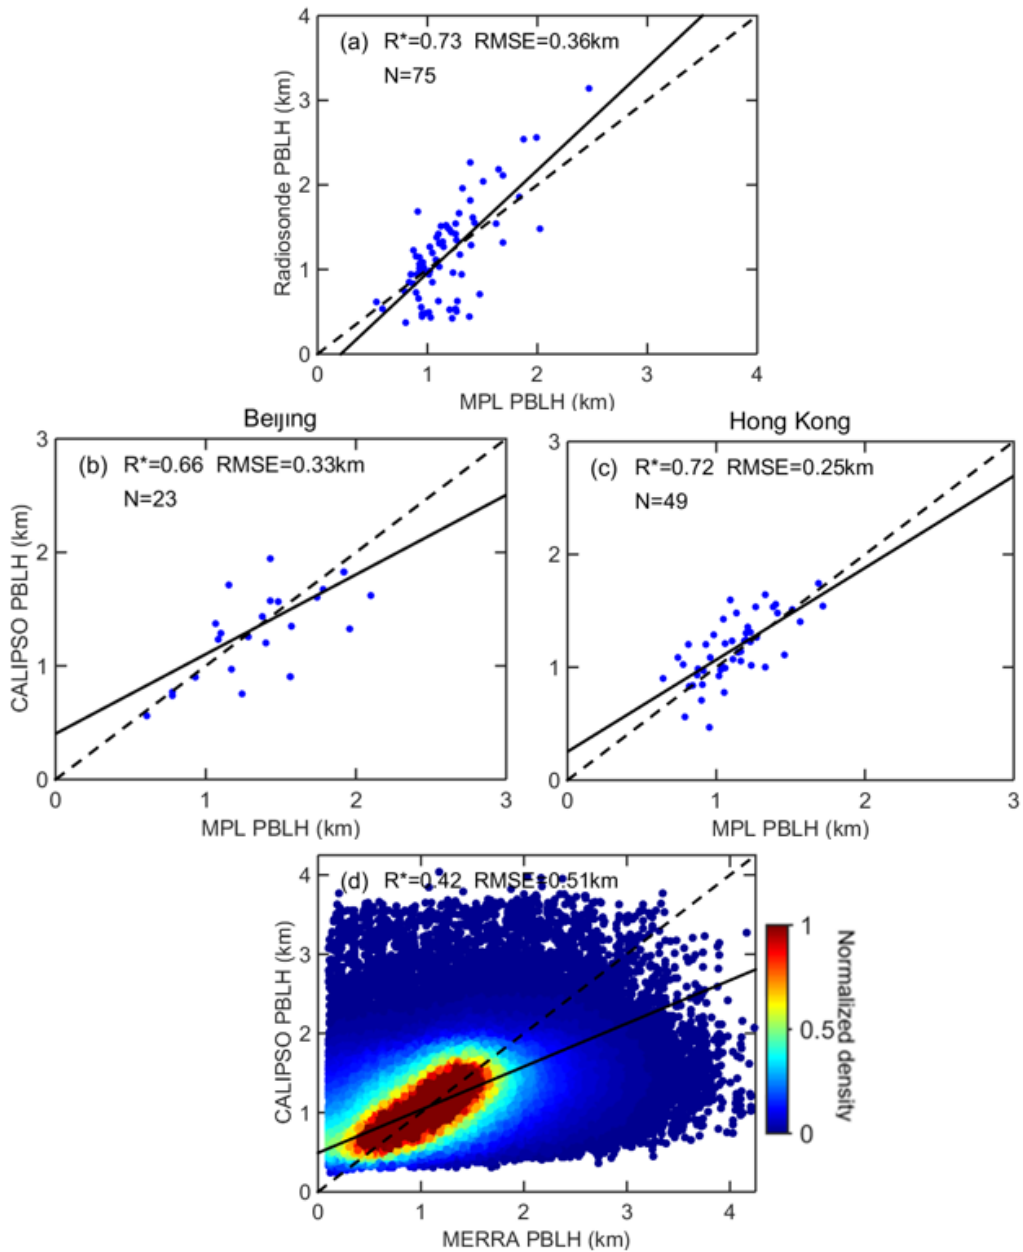 4
(a) R*=0.73 RMSE=0.36km
N=75
3
2
1
0
Radiosonde PBLH (km)
0 1 2 3 4
MPL PBLH (km)
Beijing
3
(b) R*=0.66 RMSE=0.33km
N=23
2
1
0
CALIPSO PBLH (km)
0 1 2 3
MPL PBLH (km)
Hong Kong
3
(c) R*=0.72 RMSE=0.25km
N=49
2
1
0
0 1 2 3
MPL PBLH (km)
4
(d) R*=0.42 RMSE=0.51km
3
2
1
0
CALIPSO PBLH (km)
0 1 2 3 4
MERRA PBLH (km)
1
0.5
0
Normalized density